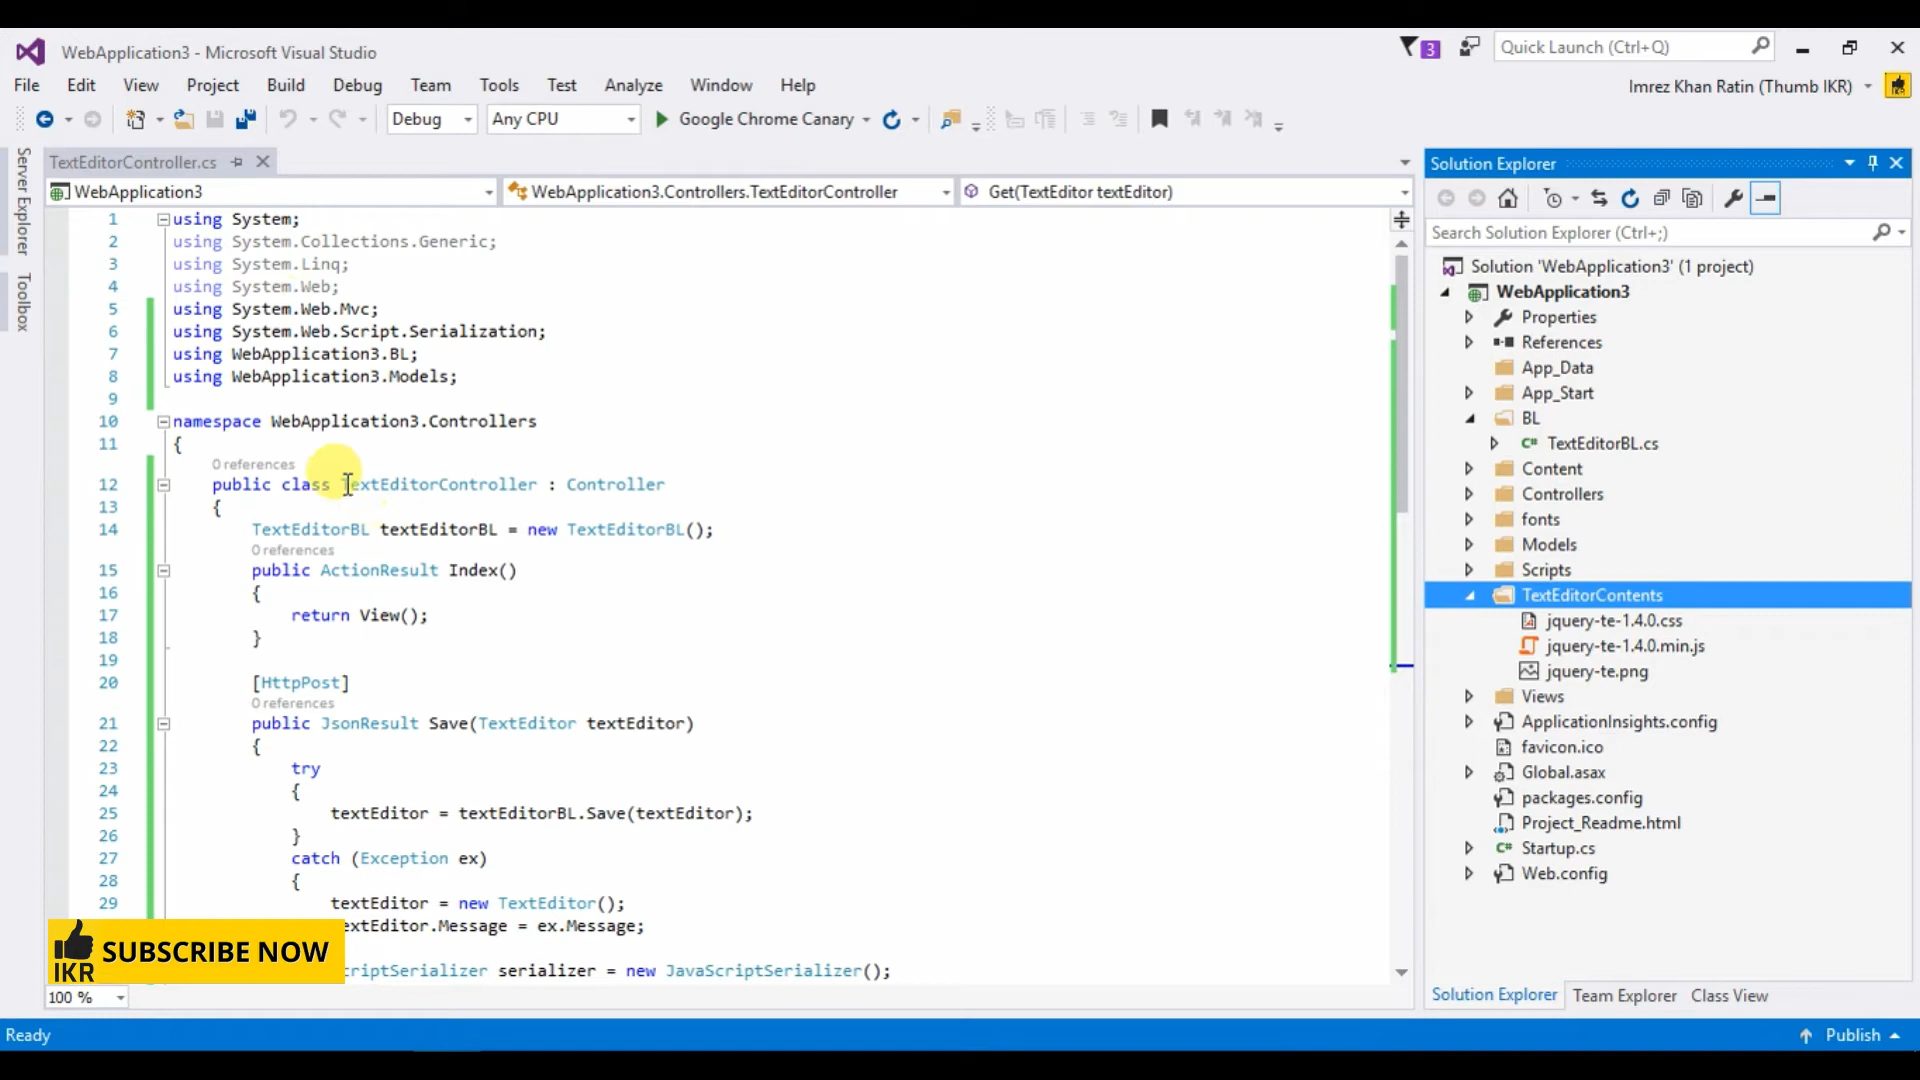 WebApplication3 - Microsoft Visual Studio
3
Quick Launch (Ctrl+Q)
File Edit View Project Build Debug Team Tools Test Analyze Window Help
Imrez Khan Ratin (Thumb IKR)
Debug Any CPU Google Chrome Canary
Server Explorer
Toolbox
TextEditorController.cs
WebApplication3 WebApplication3.Controllers.TextEditorController Get(TextEditor textEditor)
1 using System;
2 using System.Collections.Generic;
3 using System.Linq;
4 using System.Web;
5 using System.Web.Mvc;
6 using System.Web.Script.Serialization;
7 using WebApplication3.BL;
8 using WebApplication3.Models;
9
10 namespace WebApplication3.Controllers
11 {
0 references
12 public class TextEditorController : Controller
13 {
14 TextEditorBL textEditorBL = new TextEditorBL();
0 references
15 public ActionResult Index()
16 {
17 return View();
18 }
19
20 [HttpPost]
0 references
21 public JsonResult Save(TextEditor textEditor)
22 {
23 try
24 {
25 textEditor = textEditorBL.Save(textEditor);
26 }
27 catch (Exception ex)
28 {
29 textEditor = new TextEditor();
extEditor.Message = ex.Message;
criptSerializer serializer = new JavaScriptSerializer();
IKR SUBSCRIBE NOW
100 %
Solution Explorer
Search Solution Explorer (Ctrl+;)
Solution 'WebApplication3' (1 project)
WebApplication3
Properties
References
App_Data
App_Start
BL
C# TextEditorBL.cs
Content
Controllers
fonts
Models
Scripts
TextEditorContents
jquery-te-1.4.0.css
jquery-te-1.4.0.min.js
jquery-te.png
Views
ApplicationInsights.config
favicon.ico
Global.asax
packages.config
Project_Readme.html
C# Startup.cs
Web.config
Solution Explorer Team Explorer Class View
Ready
Publish